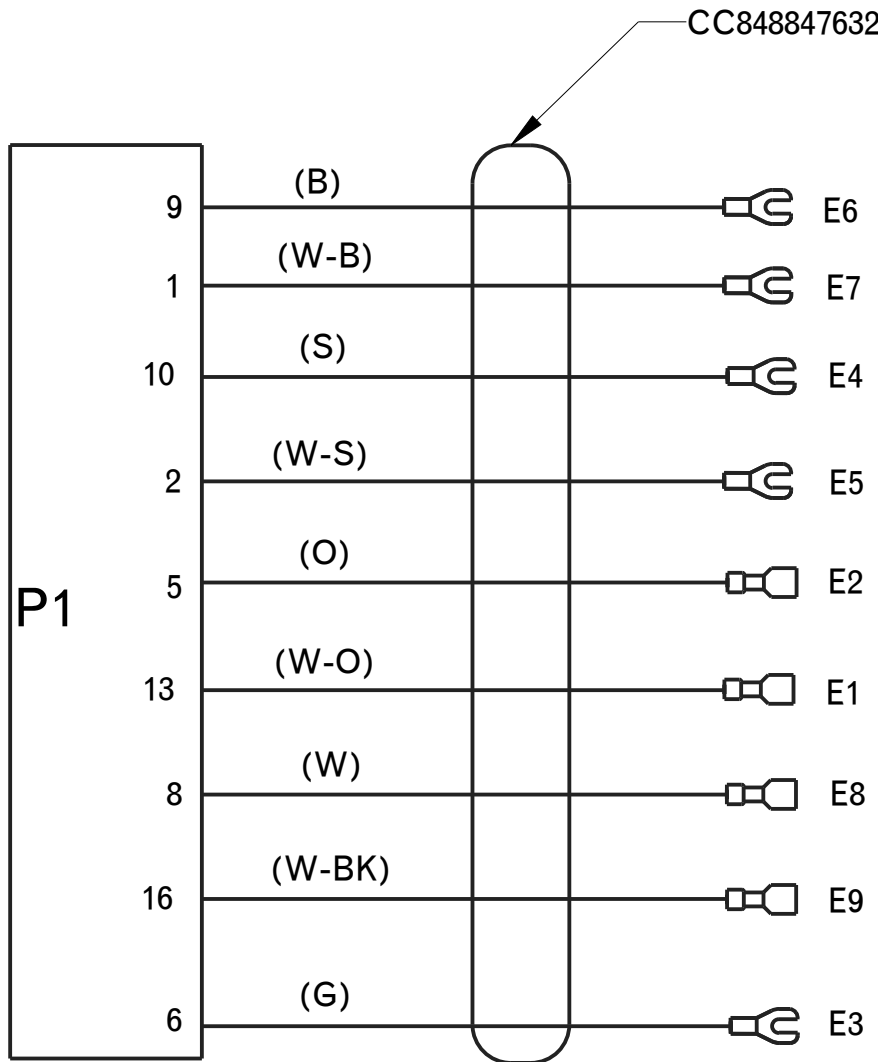 CC848847632
9 (B) E6
1 (W-B) E7
10 (S) E4
2 (W-S) E5
P1
5 (O) E2
13 (W-O) E1
8 (W) E8
16 (W-BK) E9
6 (G) E3